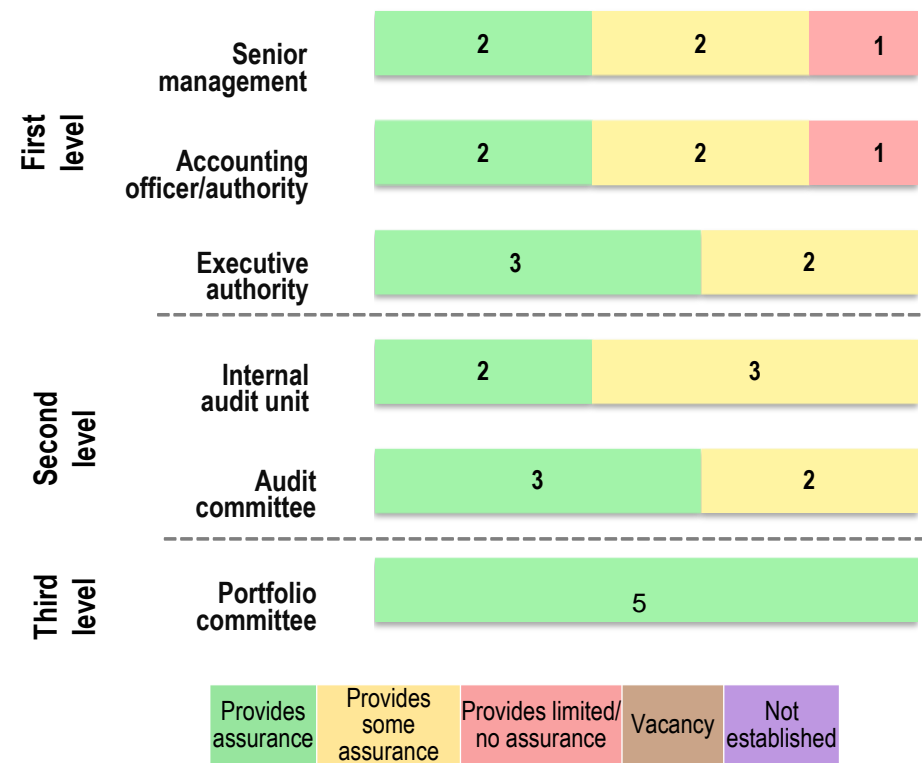 First
level
Senior
management
2
2
1
Accounting
officer/authority
2
2
1
Executive
authority
3
2
Second
level
Internal
audit unit
2
3
Audit
committee
3
2
Third
level
Portfolio
committee
5
Provides
assurance
Provides
some
assurance
Provides limited/
no assurance
Vacancy
Not
established